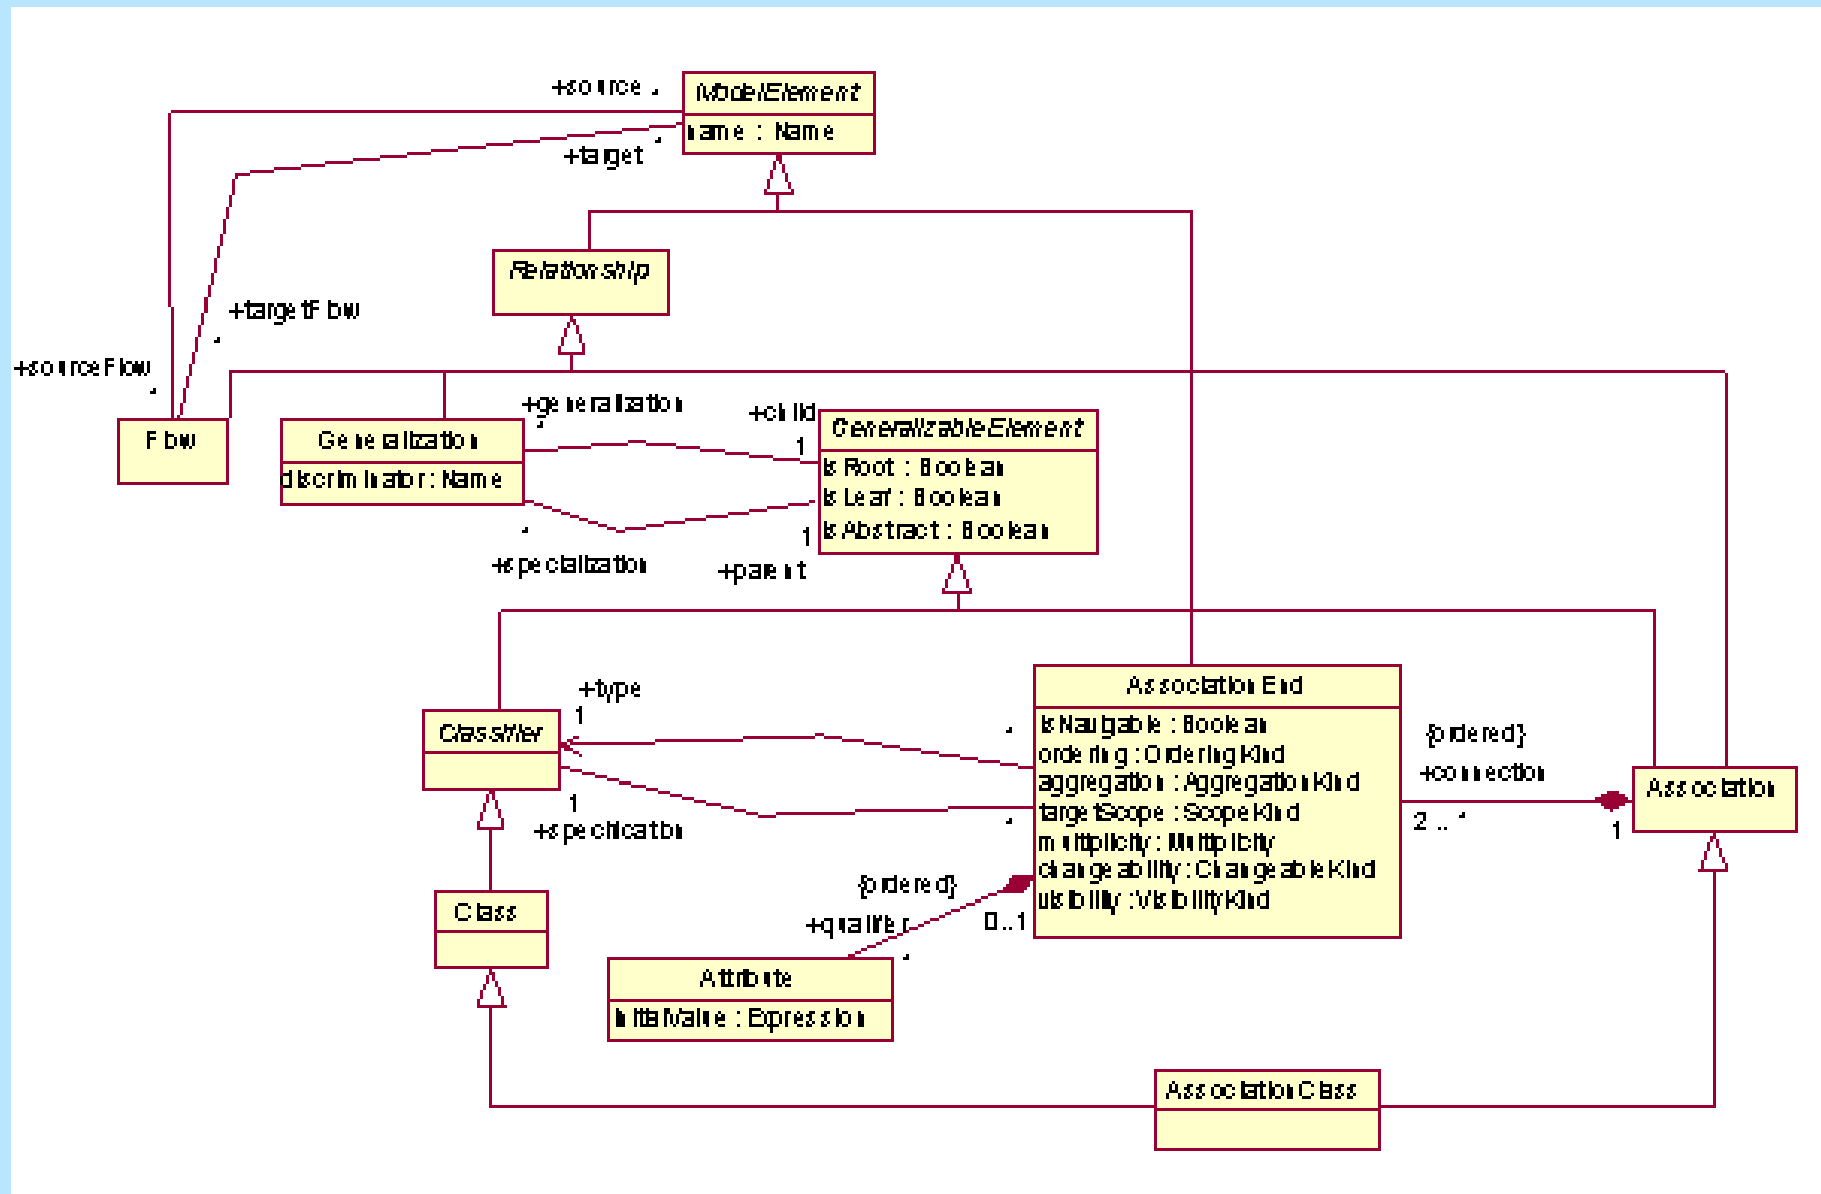 +source *
ModelElement
name : Name
+target *
Relationship
+targetFlow
*
+sourceFlow
*
+generalization
*
+child
1
GeneralizableElement
isRoot : Boolean
isLeaf : Boolean
isAbstract : Boolean
Flow
Generalization
discriminator : Name
*
+specialization
1
+parent
+type
1
*
AssociationEnd
isNavigable : Boolean
ordering : OrderingKind
aggregation : AggregationKind
targetScope : ScopeKind
multiplicity : Multiplicity
changeability : ChangeableKind
visibility : VisibilityKind
Classifier
1
+specification
*
{ordered}
+connection
2..*
1
Association
{ordered}
+qualifier
*
0..1
Class
Attribute
initialValue : Expression
AssociationClass